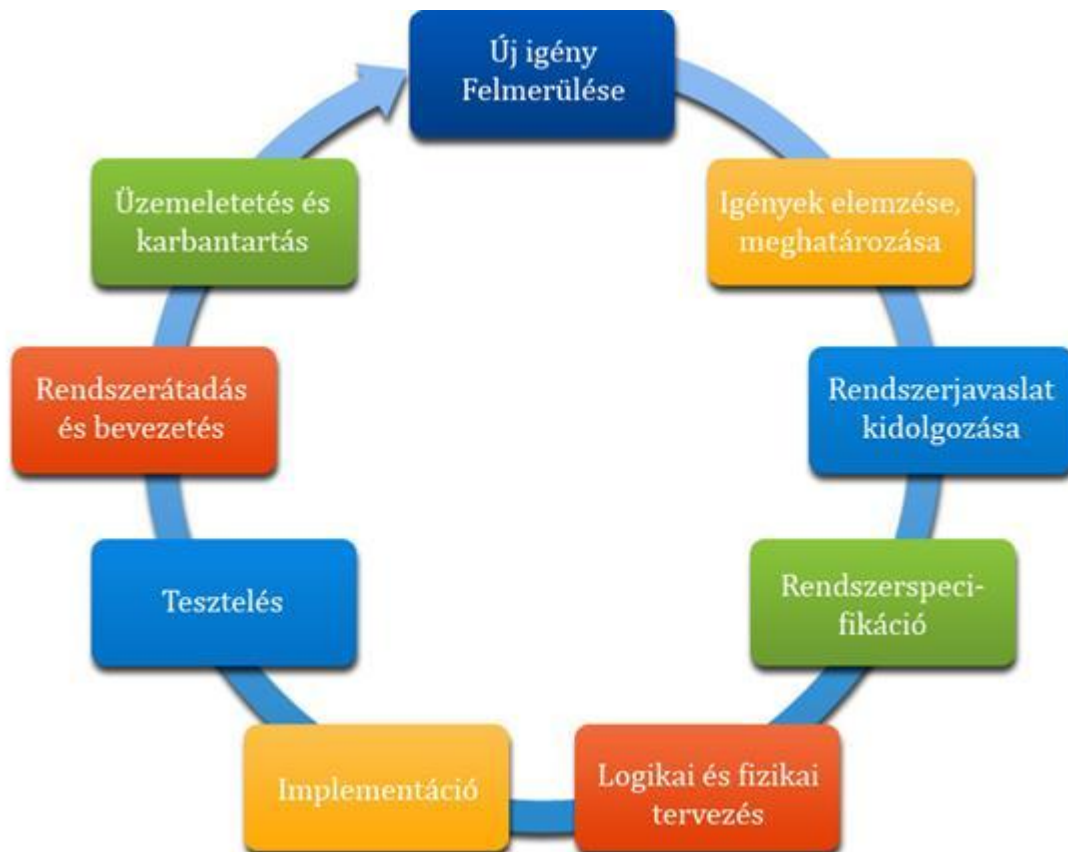 Új igény
Felmerülése
Igények elemzése,
meghatározása
Rendszerjavaslat
kidolgozása
Rendszerspeci-
fikáció
Logikai és fizikai
tervezés
Implementáció
Tesztelés
Rendszerátadás
és bevezetés
Üzemeletetés és
karbantartás